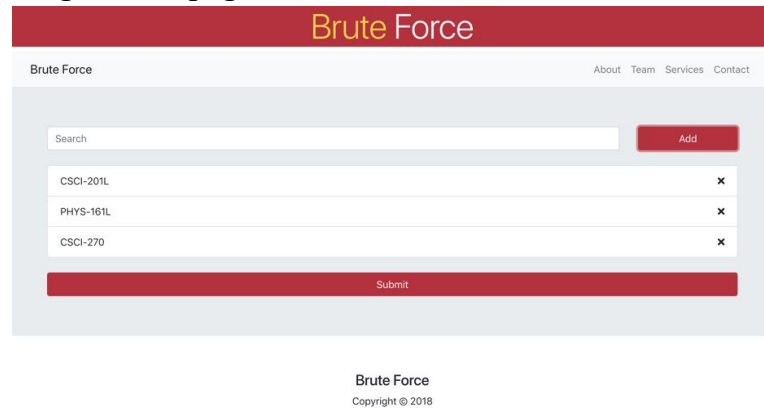 Brute Force
Brute Force About Team Services Contact
Search Add
CSCI-201L
PHYS-161L
CSCI-270
Submit
Brute Force
Copyright © 2018